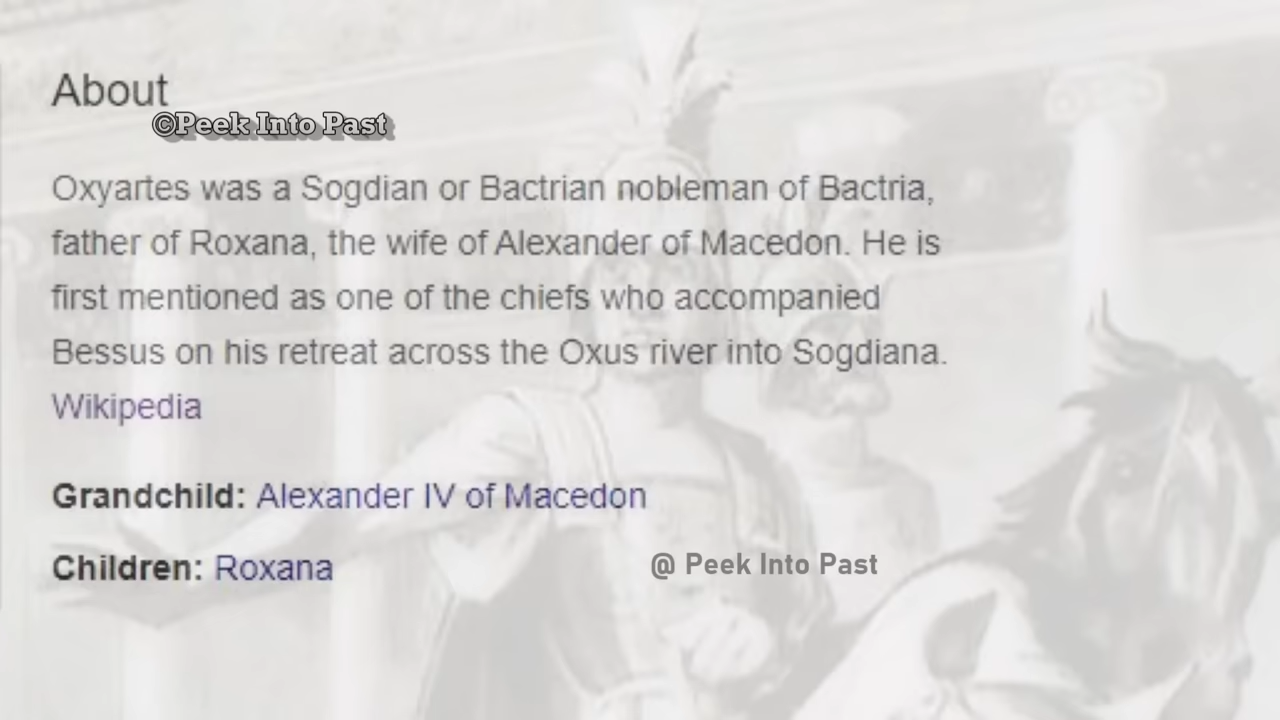 About
©Peek Into Past
Oxyartes was a Sogdian or Bactrian nobleman of Bactria,
father of Roxana, the wife of Alexander of Macedon. He is
first mentioned as one of the chiefs who accompanied
Bessus on his retreat across the Oxus river into Sogdiana.
Wikipedia
Grandchild: Alexander IV of Macedon
Children: Roxana
@ Peek Into Past